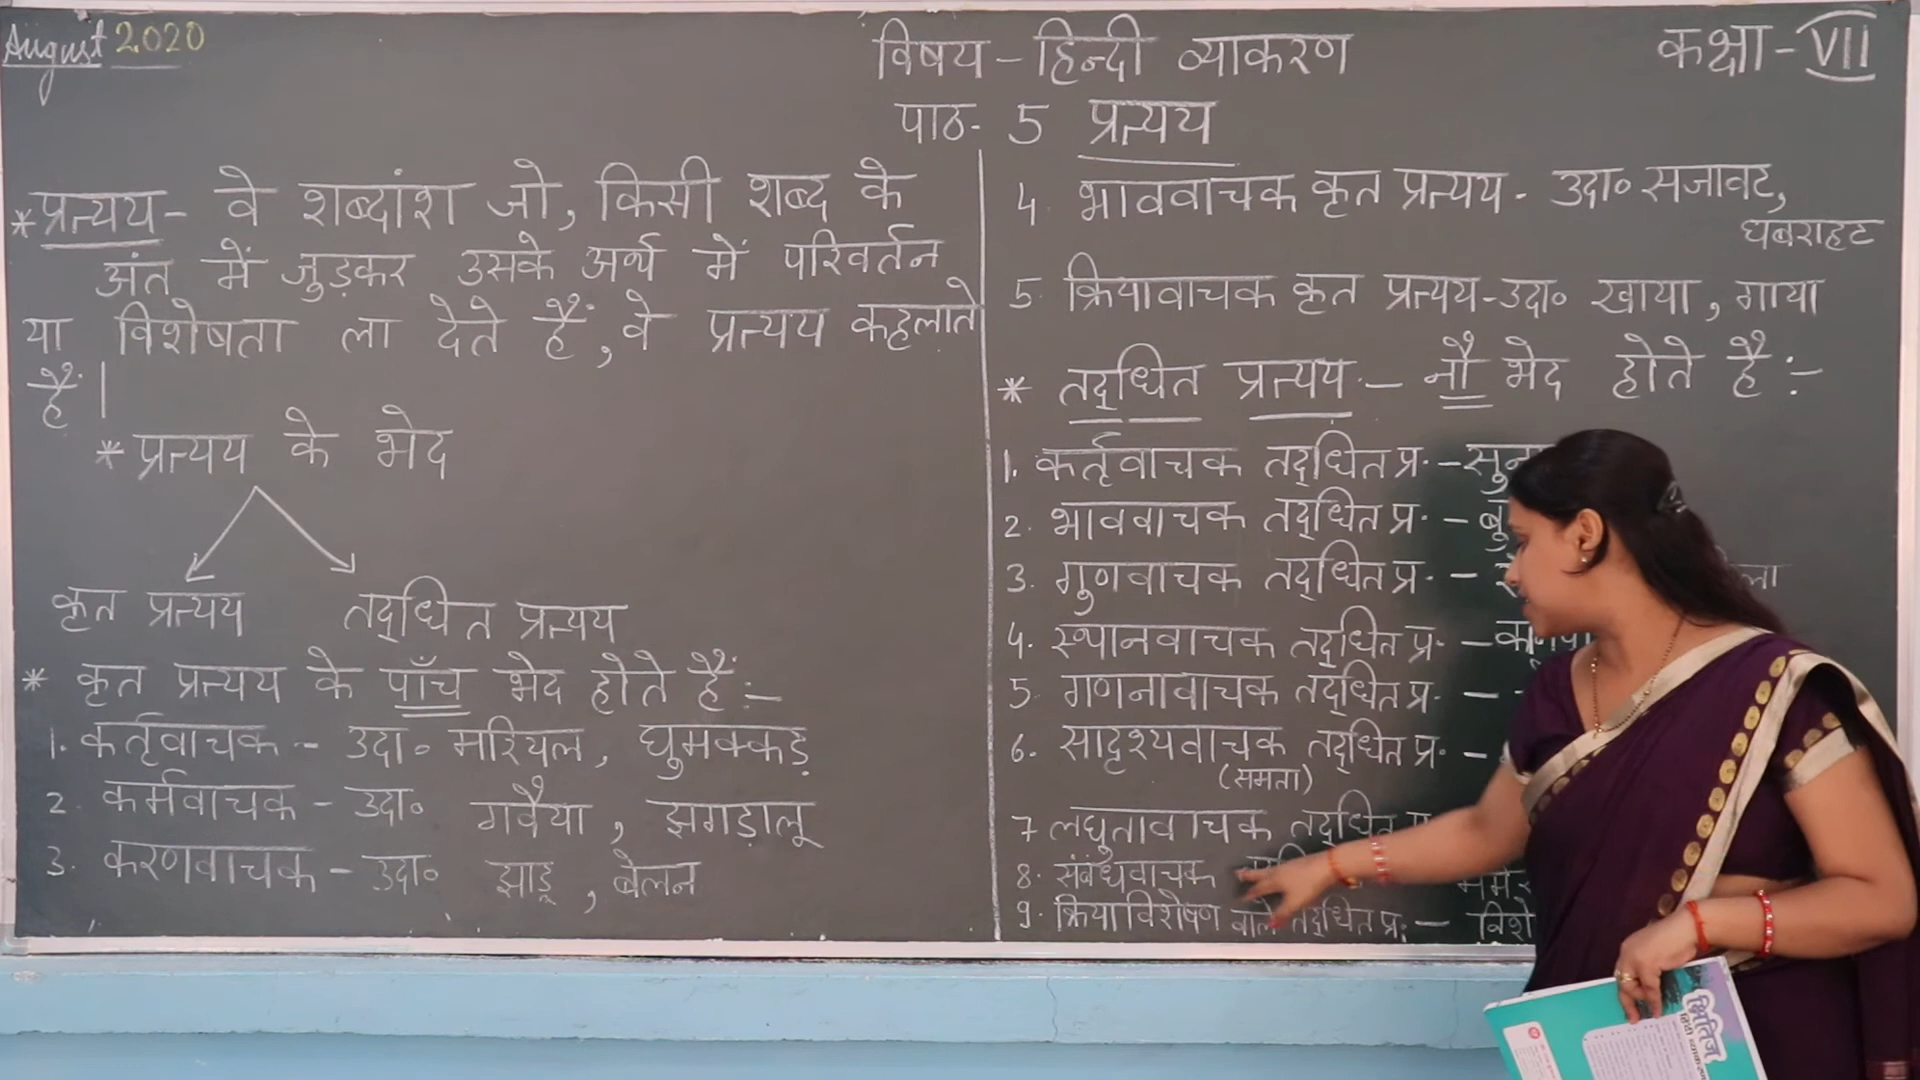 August 2020
विषय - हिन्दी व्याकरण
कक्षा - VII
पाठ - 5 प्रत्यय
* प्रत्यय - वे शब्दांश जो, किसी शब्द के
अंत में जुड़कर उसके अर्थ में परिवर्तन
या विशेषता ला देते हैं, वे प्रत्यय कहलाते
हैं।
* प्रत्यय के भेद
कृत प्रत्यय तद्धित प्रत्यय
* कृत प्रत्यय के पाँच भेद होते हैं :-
1. कर्तृवाचक - उदा॰ मरियल, घुमक्कड़
2. कर्मवाचक - उदा॰ गवैया, झगड़ालू
3. करणवाचक - उदा॰ झाड़ू, बेलन
4. भाववाचक कृत प्रत्यय - उदा॰ सजावट,
घबराहट
5. क्रियावाचक कृत प्रत्यय - उदा॰ खाया, गाया
* तद्धित प्रत्यय - नौ भेद होते है :-
1. कर्तृवाचक तद्धित प्र. -
2. भाववाचक तद्धित प्र. -
3. गुणवाचक तद्धित प्र. -
4. स्थानवाचक तद्धित प्र. -
5. गणनावाचक तद्धित प्र. -
6. सादृश्यवाचक तद्धित प्र. -
(समता)
7 लघुतावाचक तद्धित प्र.
8. संबंधवाचक
9. क्रियाविशेषण वाले तद्धित प्र. -
क्षितिज
हिंदी व्याकरण